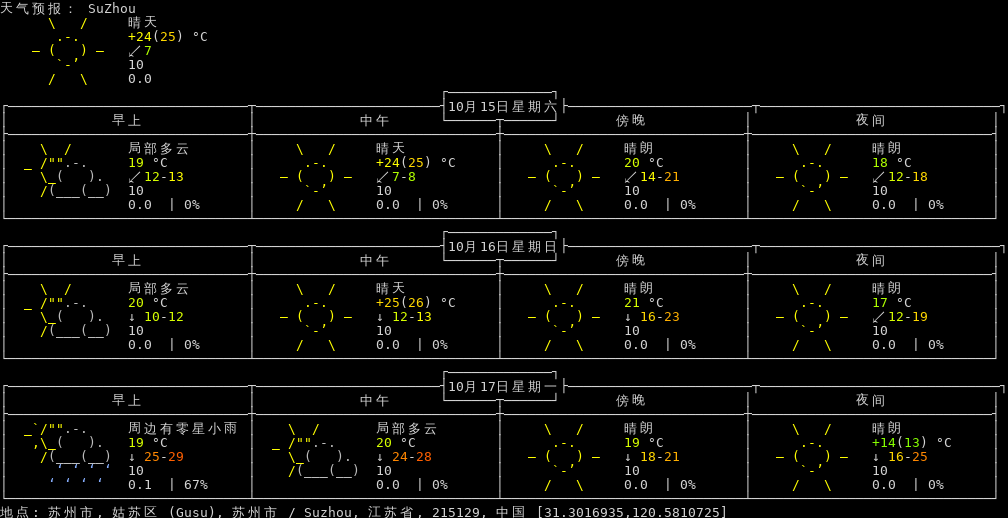 天气预报： SuZhou
晴天
+24(25) °C
↙ 7
10
0.0
10月15日星期六
早上 中午 傍晚 夜间
局部多云 晴天 晴朗 晴朗
19 °C +24(25) °C 20 °C 18 °C
↙ 12-13 ↙ 7-8 ↙ 14-21 ↙ 12-18
10 10 10 10
0.0 | 0% 0.0 | 0% 0.0 | 0% 0.0 | 0%
10月16日星期日
早上 中午 傍晚 夜间
局部多云 晴天 晴朗 晴朗
20 °C +25(26) °C 21 °C 17 °C
↓ 10-12 ↓ 12-13 ↓ 16-23 ↙ 12-19
10 10 10 10
0.0 | 0% 0.0 | 0% 0.0 | 0% 0.0 | 0%
10月17日星期一
早上 中午 傍晚 夜间
周边有零星小雨 局部多云 晴朗 晴朗
19 °C 20 °C 19 °C +14(13) °C
↓ 25-29 ↓ 24-28 ↓ 18-21 ↓ 16-25
10 10 10 10
0.1 | 67% 0.0 | 0% 0.0 | 0% 0.0 | 0%
地点: 苏州市, 姑苏区 (Gusu), 苏州市 / Suzhou, 江苏省, 215129, 中国 [31.3016935,120.5810725]